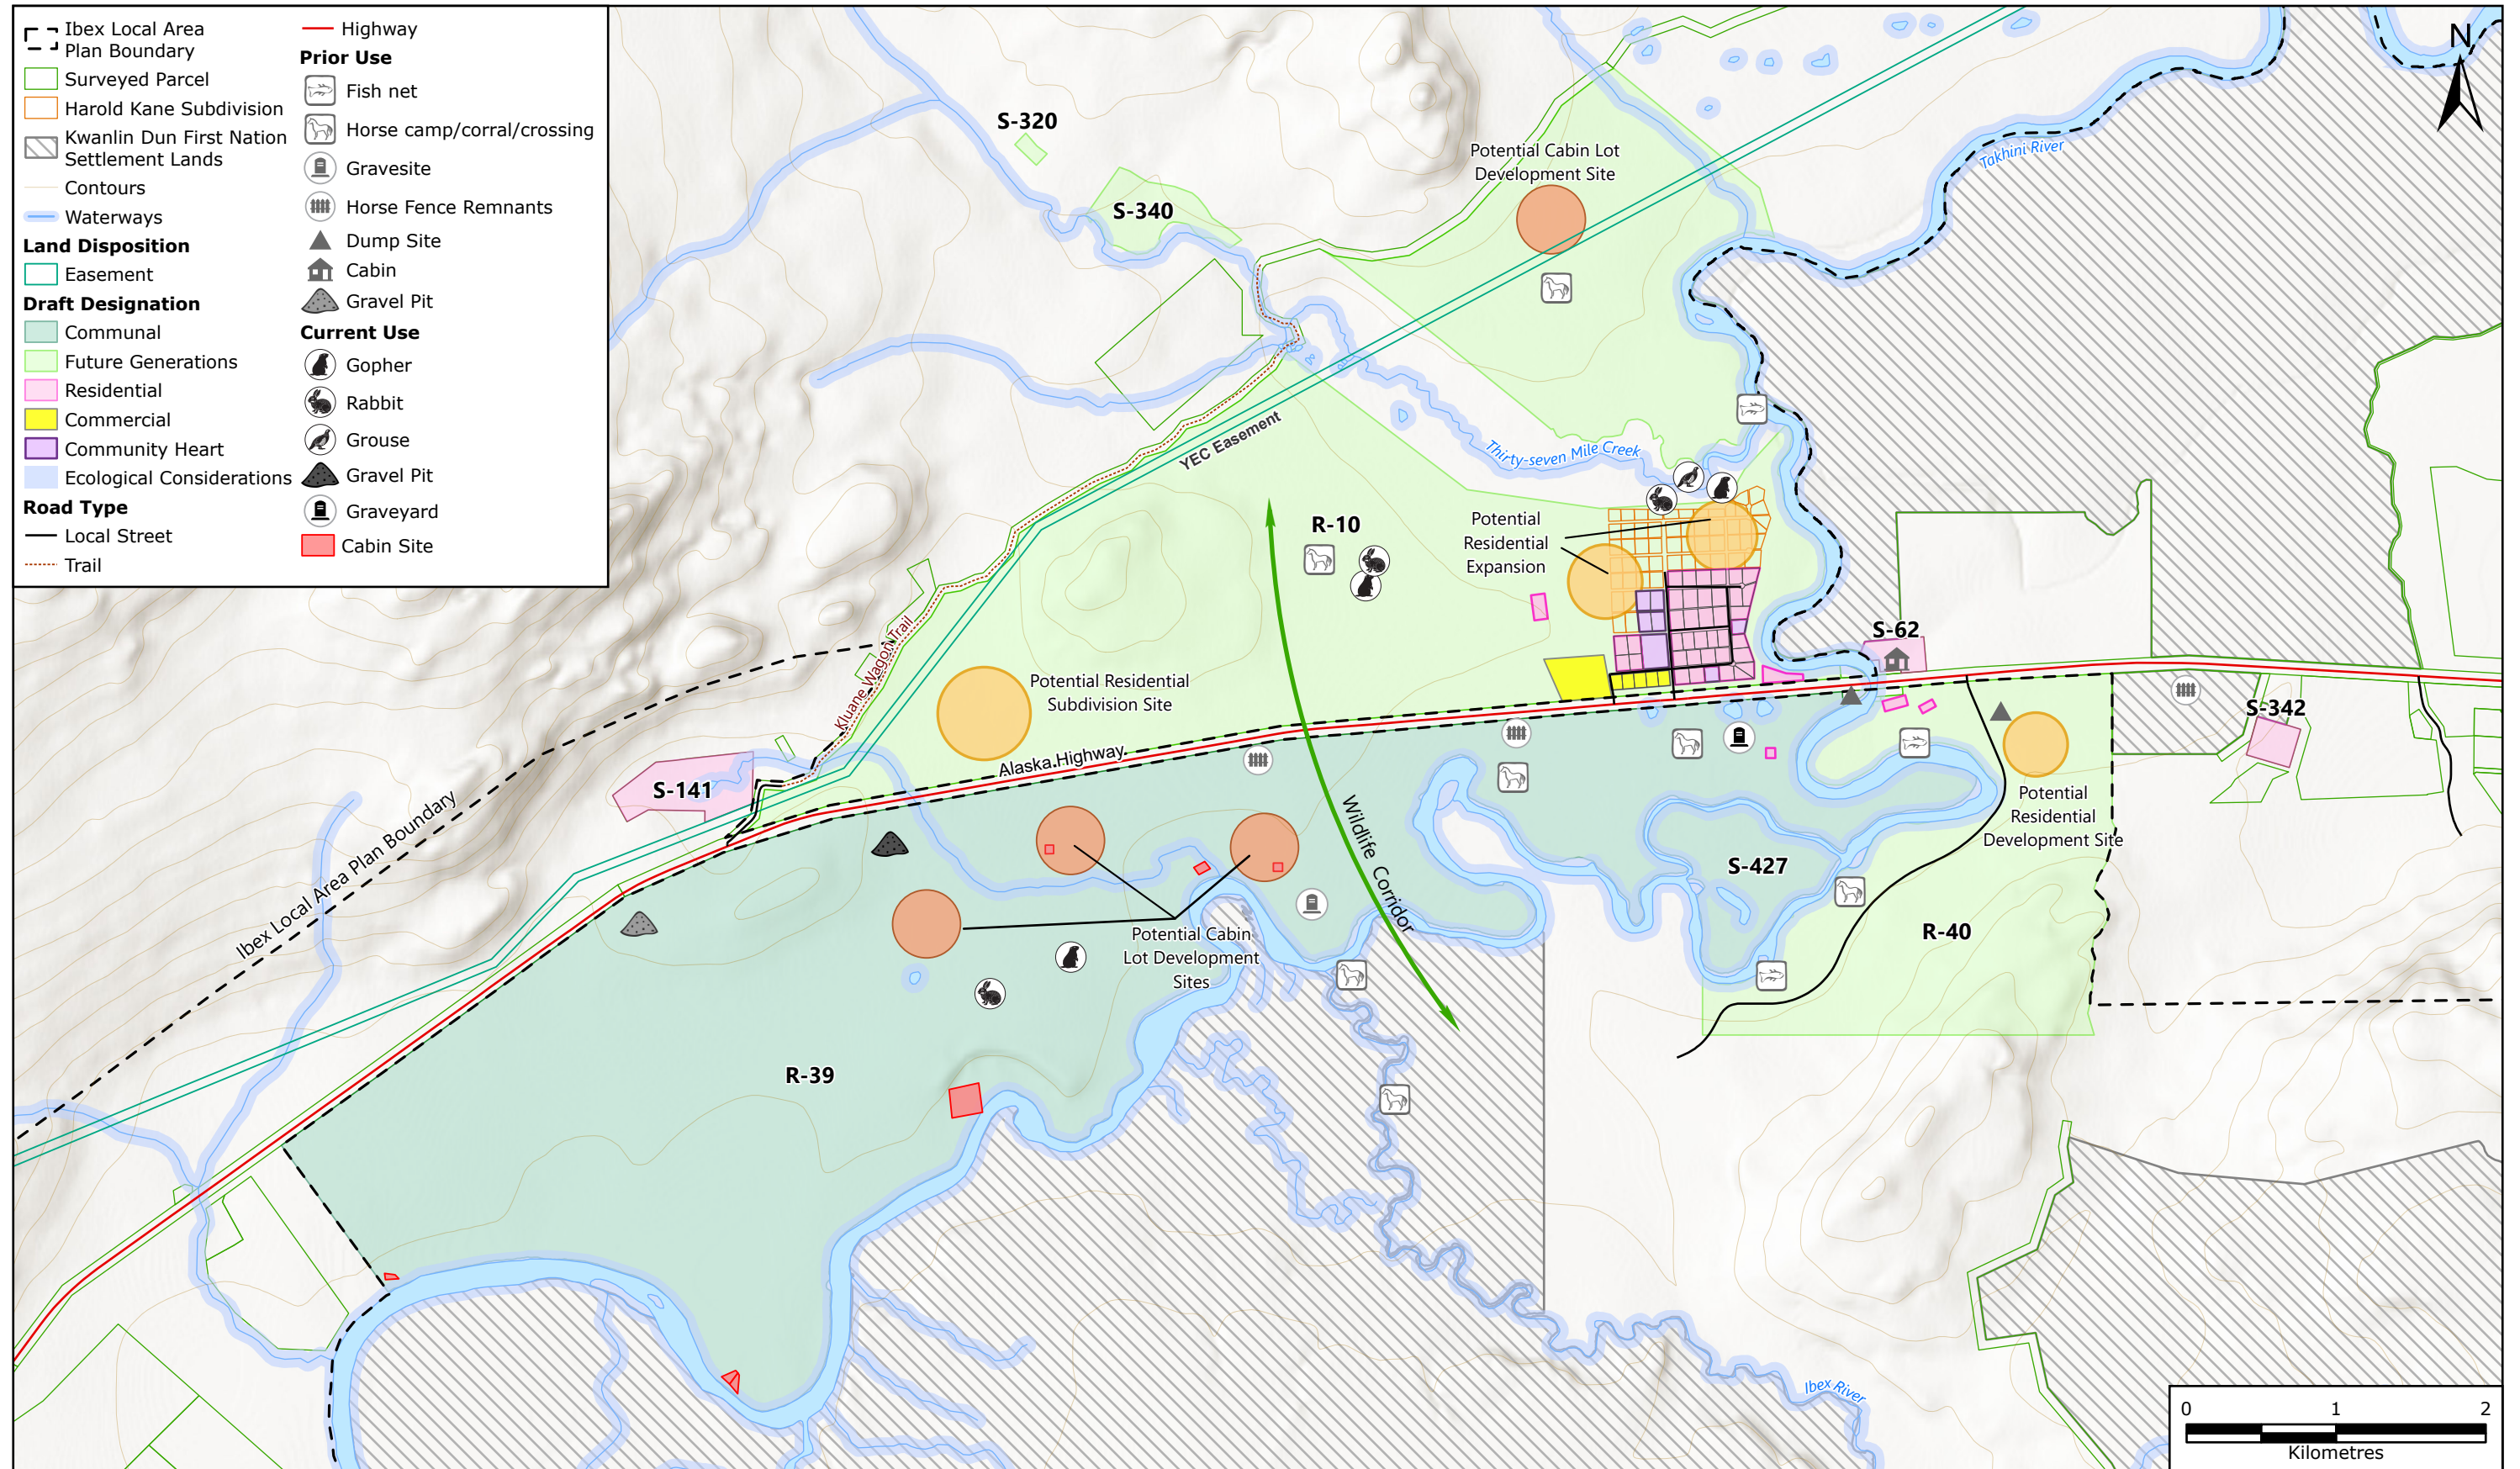 Ibex Local Area
Plan Boundary
Surveyed Parcel
Harold Kane Subdivision
Kwanlin Dun First Nation
Settlement Lands
Contours
Waterways
Land Disposition
Easement
Draft Designation
Communal
Future Generations
Residential
Commercial
Community Heart
Ecological Considerations
Road Type
Local Street
Trail
Highway
Prior Use
Fish net
Horse camp/corral/crossing
Gravesite
Horse Fence Remnants
Dump Site
Cabin
Gravel Pit
Current Use
Gopher
Rabbit
Grouse
Gravel Pit
Graveyard
Cabin Site
N
S-320
S-340
Potential Cabin Lot
Development Site
Takhini River
YEC Easement
Thirty-seven Mile Creek
R-10
Potential
Residential
Expansion
Kluane Wagon Trail
Potential Residential
Subdivision Site
S-62
S-342
Alaska Highway
S-141
Ibex Local Area Plan Boundary
Wildlife Corridor
Potential
Residential
Development Site
S-427
R-40
Potential Cabin
Lot Development
Sites
R-39
Ibex River
0 1 2
Kilometres